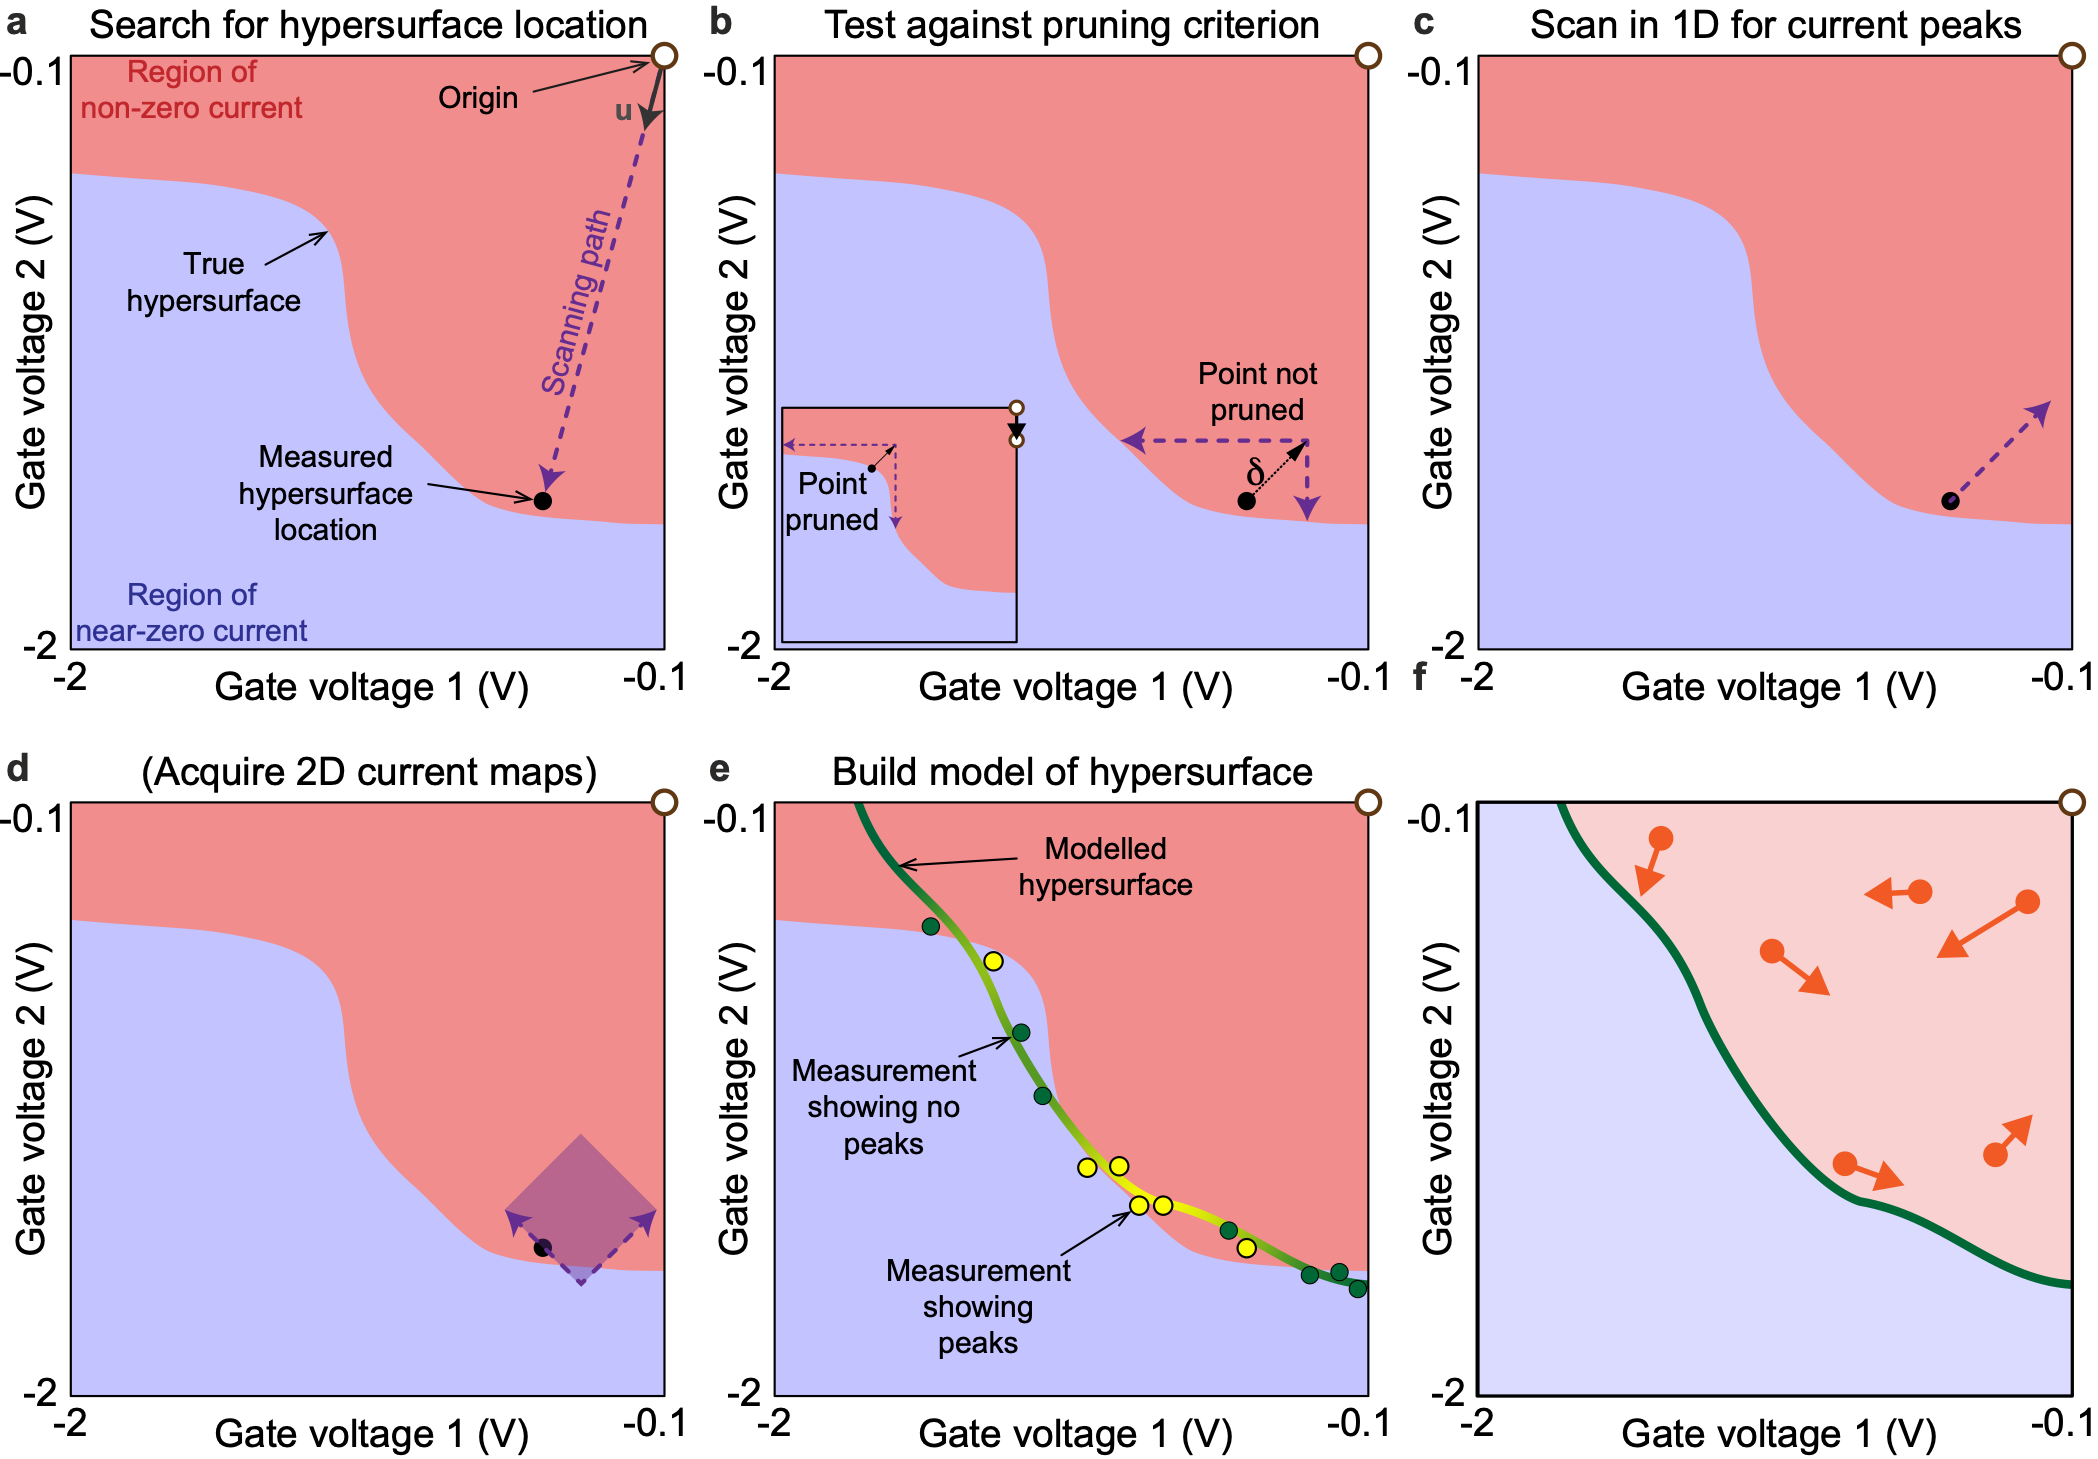 a Search for hypersurface location
-0.1
Region of
non-zero current
Origin
u
Scanning path
True
hypersurface
Measured
hypersurface
location
Region of
near-zero current
Gate voltage 2 (V)
-2
-2
-0.1
Gate voltage 1 (V)
b Test against pruning criterion
-0.1
Point not
pruned
δ
Point
pruned
Gate voltage 2 (V)
-2
-2
-0.1
Gate voltage 1 (V)
c Scan in 1D for current peaks
-0.1
Gate voltage 2 (V)
-2
-2
-0.1
Gate voltage 1 (V)
d (Acquire 2D current maps)
-0.1
Gate voltage 2 (V)
-2
-2
-0.1
Gate voltage 1 (V)
e Build model of hypersurface
-0.1
Modelled
hypersurface
Measurement
showing no
peaks
Measurement
showing
peaks
Gate voltage 2 (V)
-2
-2
-0.1
Gate voltage 1 (V)
f
-0.1
Gate voltage 2 (V)
-2
-2
-0.1
Gate voltage 1 (V)